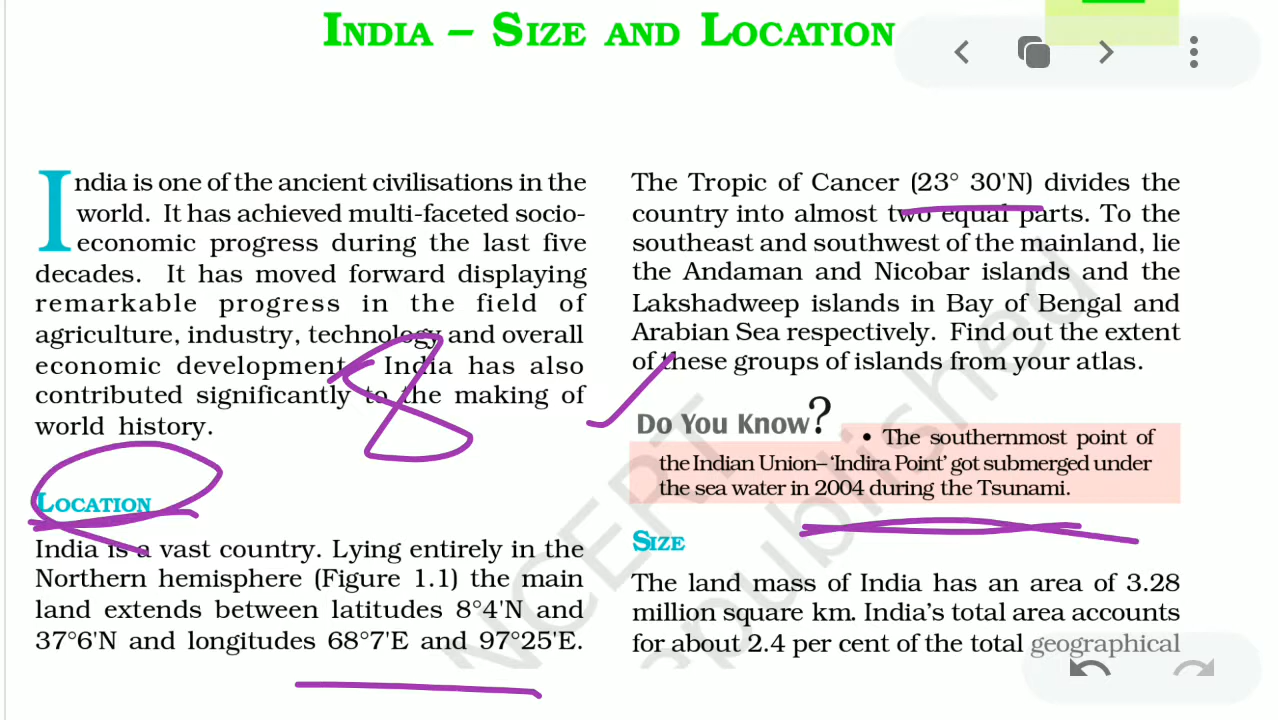 INDIA – SIZE AND LOCATION
India is one of the ancient civilisations in the
world. It has achieved multi-faceted socio-
economic progress during the last five
decades. It has moved forward displaying
remarkable progress in the field of
agriculture, industry, technology and overall
economic development. India has also
contributed significantly to the making of
world history.
8
LOCATION
India is a vast country. Lying entirely in the
Northern hemisphere (Figure 1.1) the main
land extends between latitudes 8°4'N and
37°6'N and longitudes 68°7'E and 97°25'E.
The Tropic of Cancer (23° 30'N) divides the
country into almost two equal parts. To the
southeast and southwest of the mainland, lie
the Andaman and Nicobar islands and the
Lakshadweep islands in Bay of Bengal and
Arabian Sea respectively. Find out the extent
of these groups of islands from your atlas.
Do You Know?
• The southernmost point of
the Indian Union– 'Indira Point' got submerged under
the sea water in 2004 during the Tsunami.
SIZE
The land mass of India has an area of 3.28
million square km. India's total area accounts
for about 2.4 per cent of the total geographical
NCERT
republished